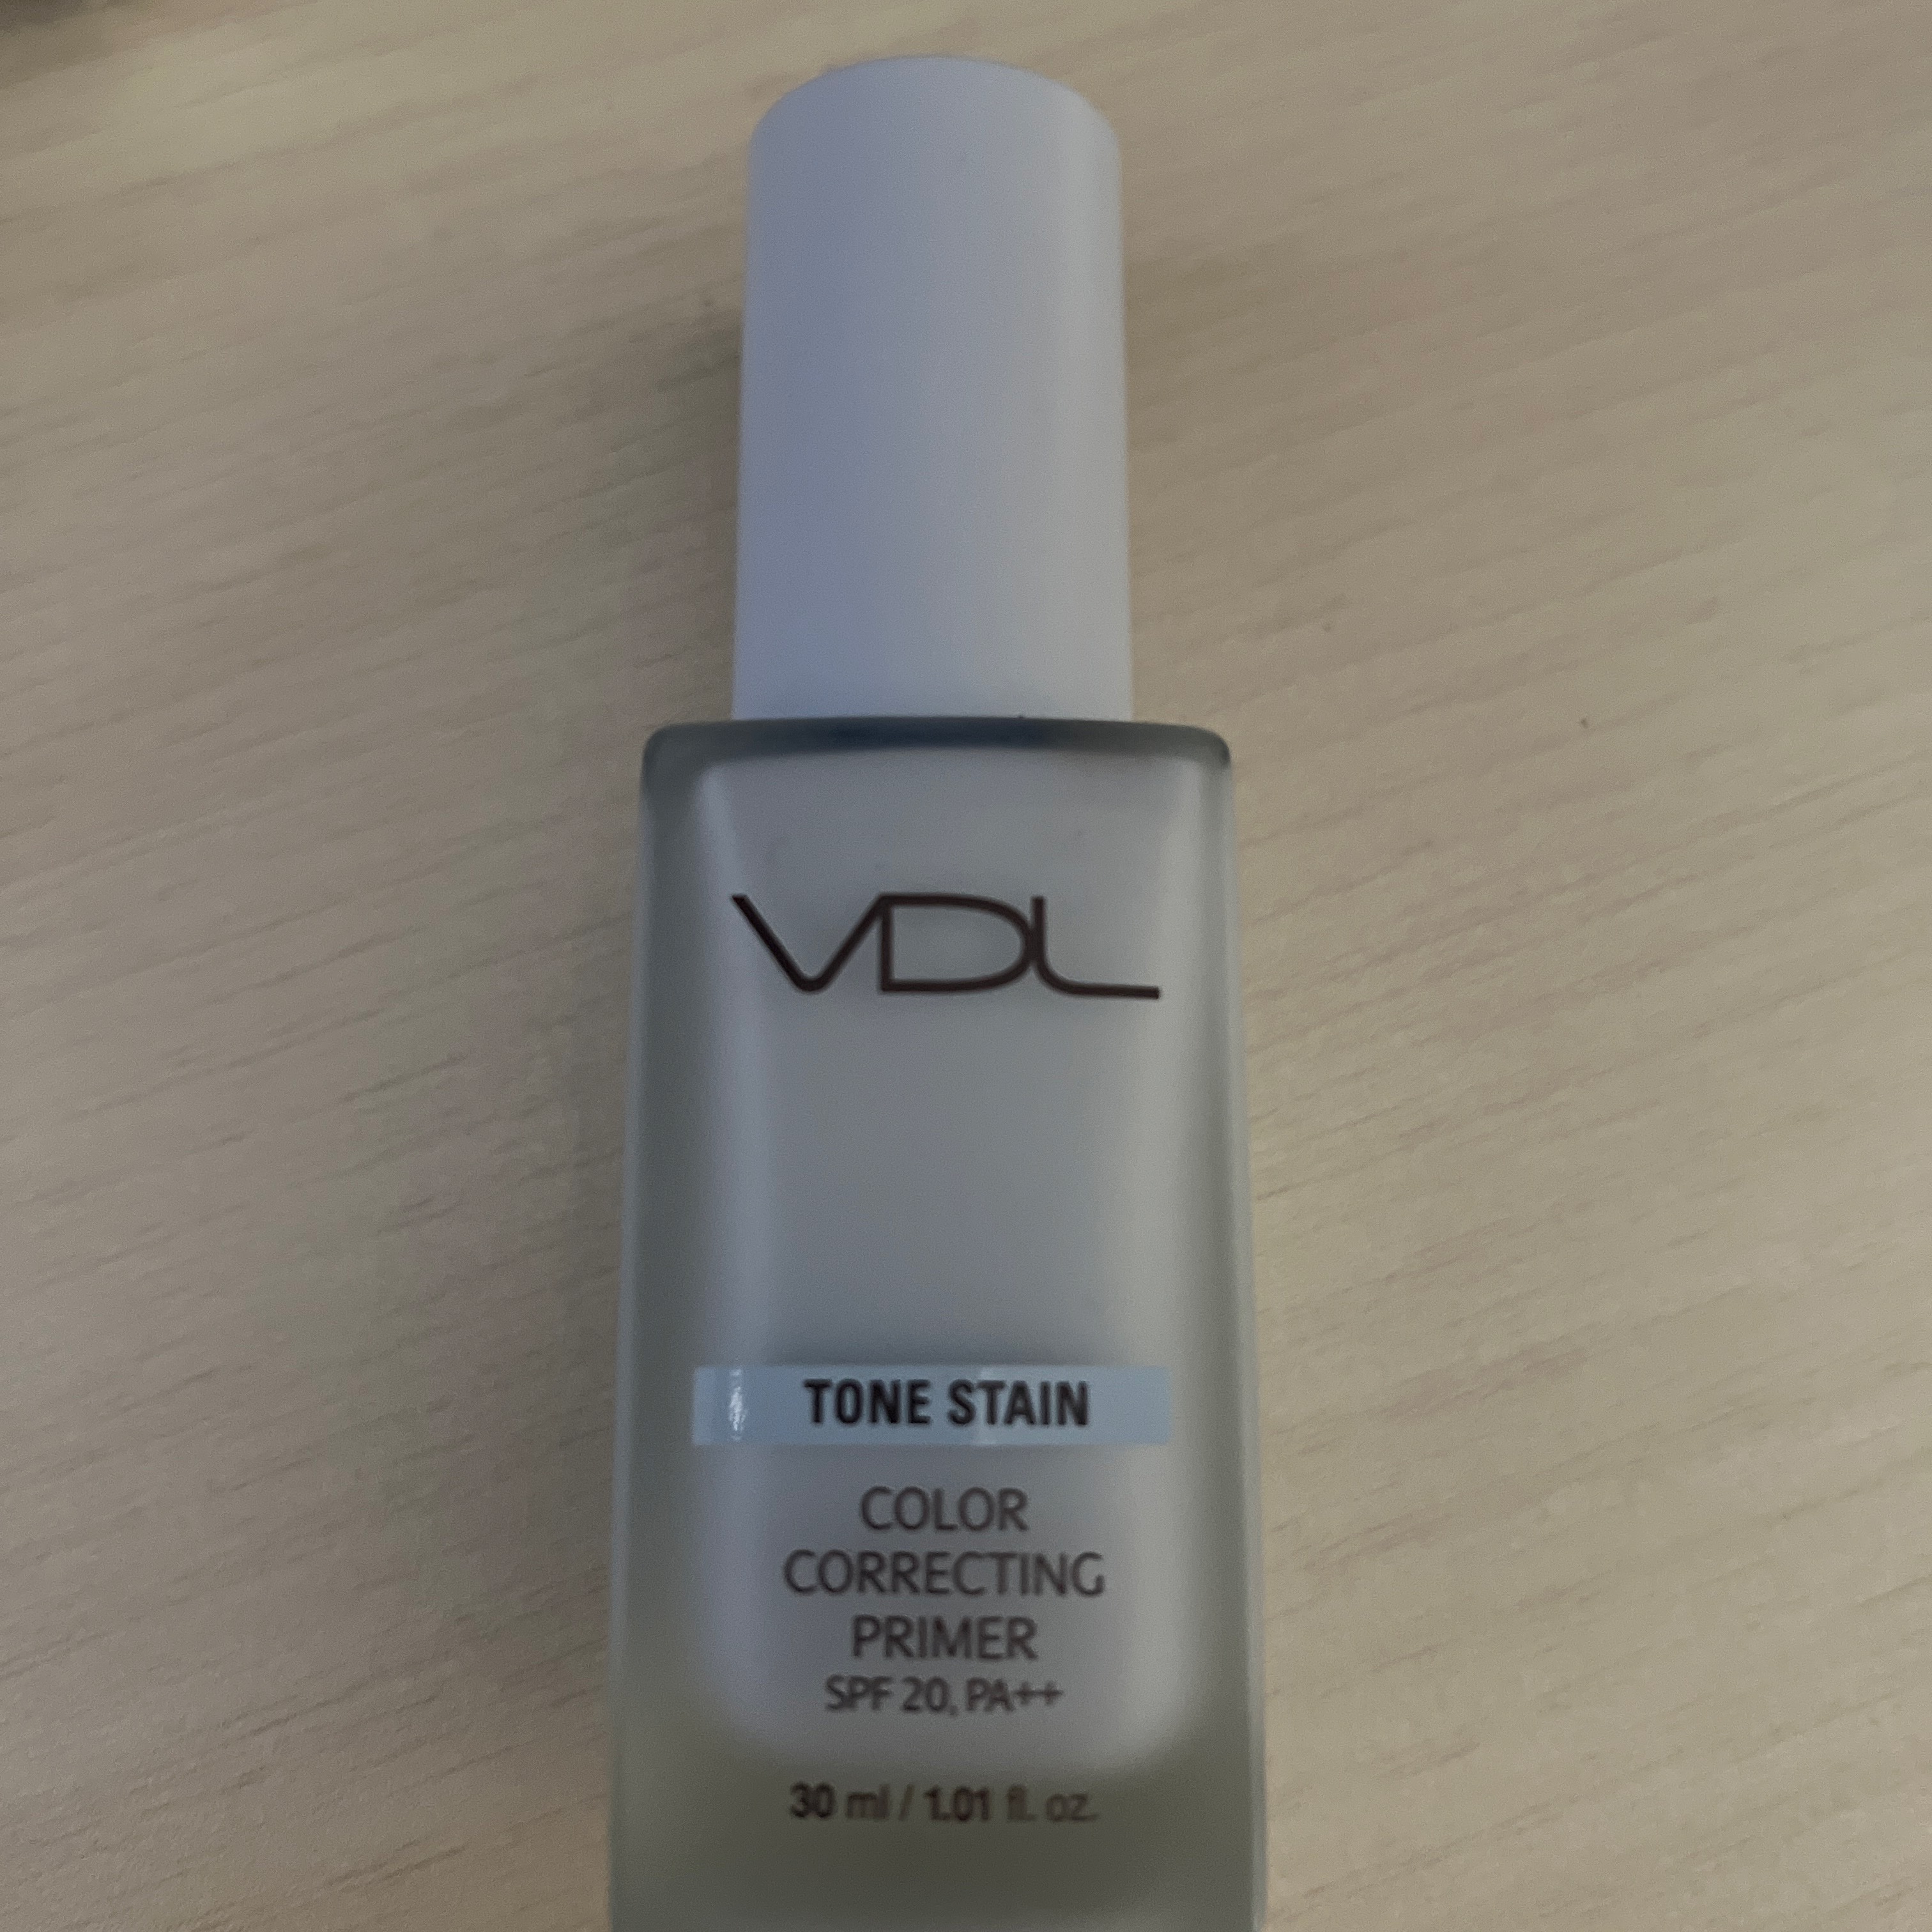 VDL
TONE STAIN
COLOR
CORRECTING
PRIMER
SPF 20, PA++
30 ml / 1.01 fl. oz.